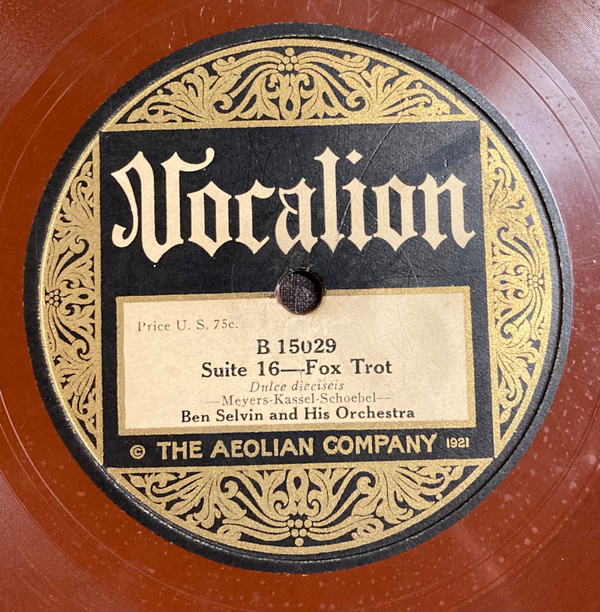 Vocalion
Price U. S. 75c.
B 15029
Suite 16—Fox Trot
Dulce dieciseis
—Meyers-Kassel-Schoebel—
Ben Selvin and His Orchestra
© THE AEOLIAN COMPANY 1921